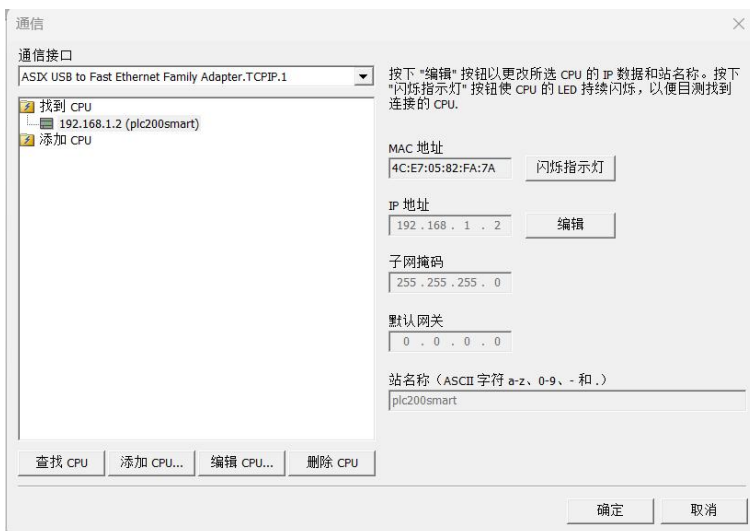 通信
通信接口
ASIX USB to Fast Ethernet Family Adapter.TCPIP.1
找到 CPU
192.168.1.2 (plc200smart)
添加 CPU
按下 "编辑" 按钮以更改所选 CPU 的 IP 数据和站名称。按下
"闪烁指示灯" 按钮使 CPU 的 LED 持续闪烁，以便目测找到
连接的 CPU.
MAC 地址
4C:E7:05:82:FA:7A
闪烁指示灯
IP 地址
192 . 168 . 1 . 2
编辑
子网掩码
255 . 255 . 255 . 0
默认网关
0 . 0 . 0 . 0
站名称（ASCII 字符 a-z、0-9、- 和 .）
plc200smart
查找 CPU
添加 CPU...
编辑 CPU...
删除 CPU
确定
取消